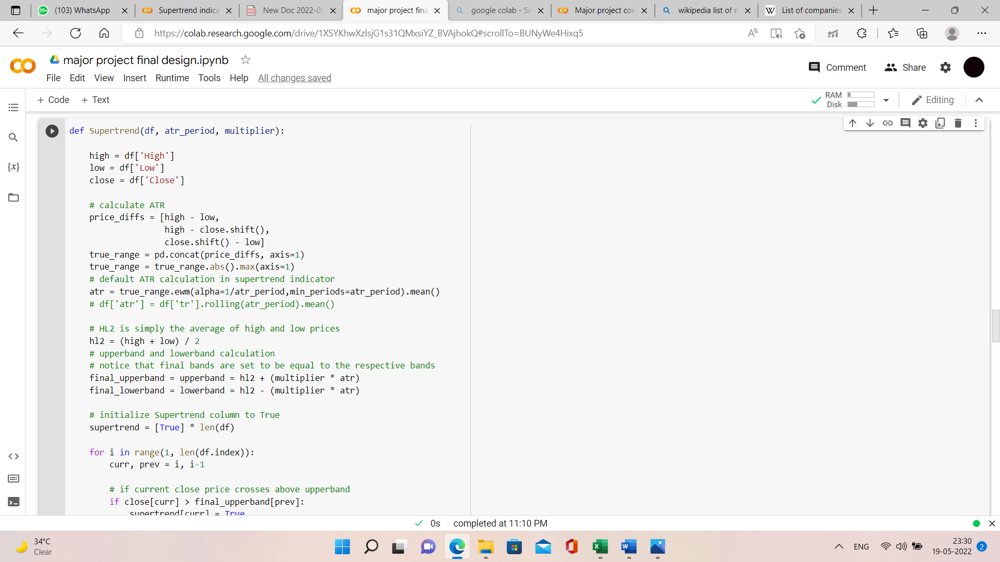 (103) WhatsApp
Supertrend indica
New Doc 2022-05
major project fina
google colab - Se
Major project con
wikipedia list of n
W List of companies
https://colab.research.google.com/drive/1XSYKhwXzlsjG1s31QMxsiYZ_BVAjhokQ#scrollTo=BUNyWe4Hixq5
major project final design.ipynb
Comment
Share
File Edit View Insert Runtime Tools Help All changes saved
+ Code + Text
RAM
Disk
Editing
def Supertrend(df, atr_period, multiplier):
high = df['High']
low = df['Low']
close = df['Close']
# calculate ATR
price_diffs = [high - low,
high - close.shift(),
close.shift() - low]
true_range = pd.concat(price_diffs, axis=1)
true_range = true_range.abs().max(axis=1)
# default ATR calculation in supertrend indicator
atr = true_range.ewm(alpha=1/atr_period,min_periods=atr_period).mean()
# df['atr'] = df['tr'].rolling(atr_period).mean()
# HL2 is simply the average of high and low prices
hl2 = (high + low) / 2
# upperband and lowerband calculation
# notice that final bands are set to be equal to the respective bands
final_upperband = upperband = hl2 + (multiplier * atr)
final_lowerband = lowerband = hl2 - (multiplier * atr)
# initialize Supertrend column to True
supertrend = [True] * len(df)
for i in range(1, len(df.index)):
curr, prev = i, i-1
# if current close price crosses above upperband
if close[curr] > final_upperband[prev]:
supertrend[curr] = True
0s completed at 11:10 PM
34°C
Clear
ENG
23:30
19-05-2022
2